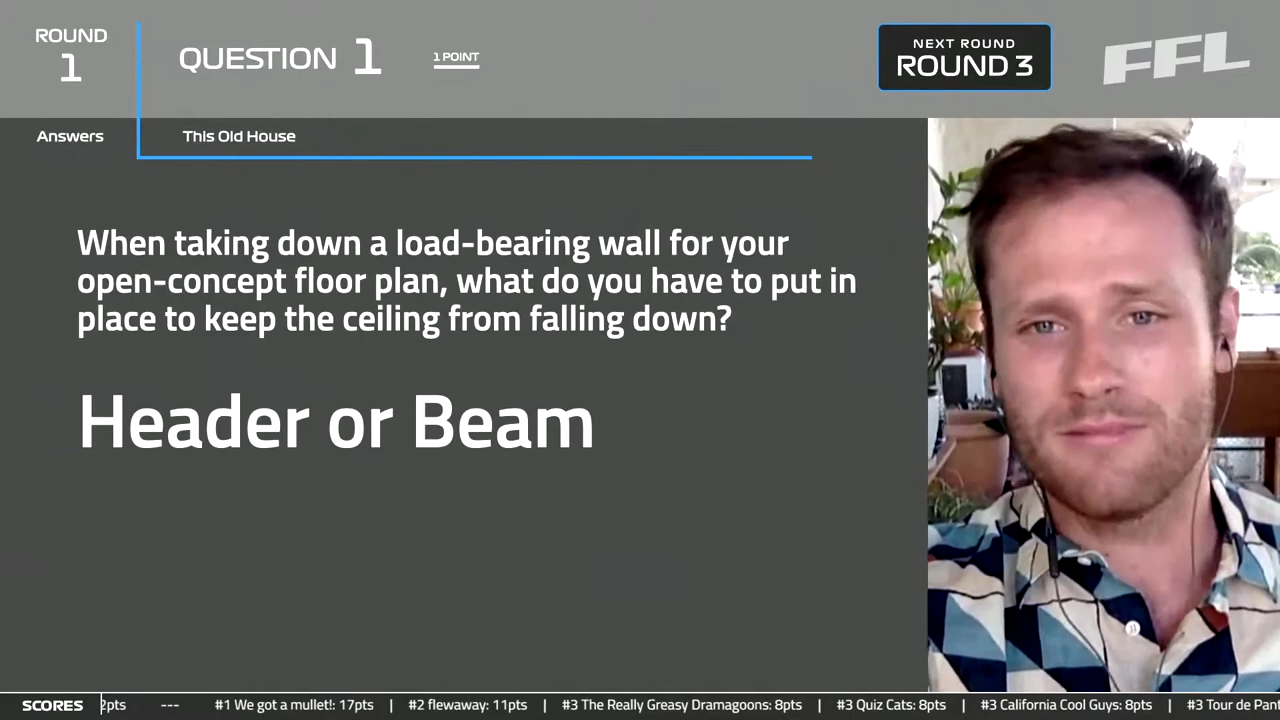 ROUND
1
QUESTION 1
1 POINT
NEXT ROUND
ROUND 3
FFL
Answers
This Old House
When taking down a load-bearing wall for your
open-concept floor plan, what do you have to put in
place to keep the ceiling from falling down?
Header or Beam
SCORES pts --- #1 We got a mullet!: 17pts | #2 flewaway: 11pts | #3 The Really Greasy Dramagoons: 8pts | #3 Quiz Cats: 8pts | #3 California Cool Guys: 8pts | #3 Tour de